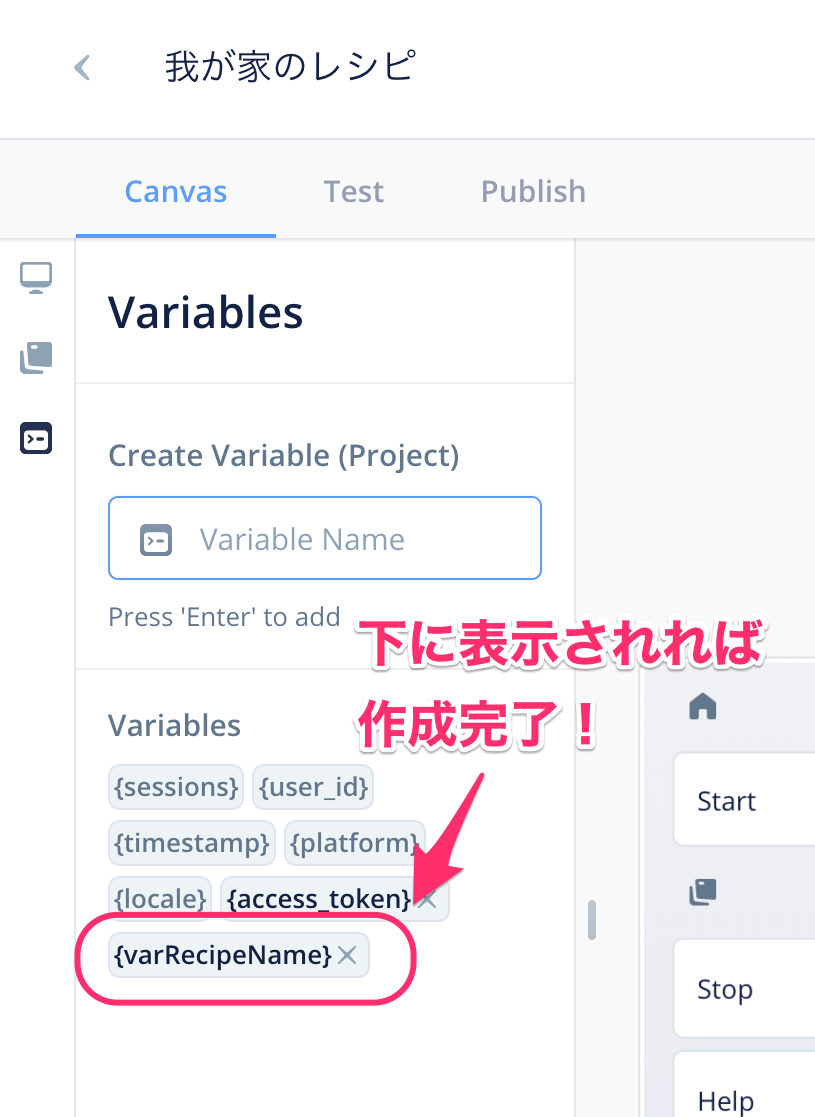 我が家のレシピ
Canvas Test Publish
Variables
Create Variable (Project)
Variable Name
Press 'Enter' to add
下に表示されれば
作成完了！
Variables
{sessions} {user_id}
{timestamp} {platform}
{locale} {access_token}
{varRecipeName}
Start
Stop
Help